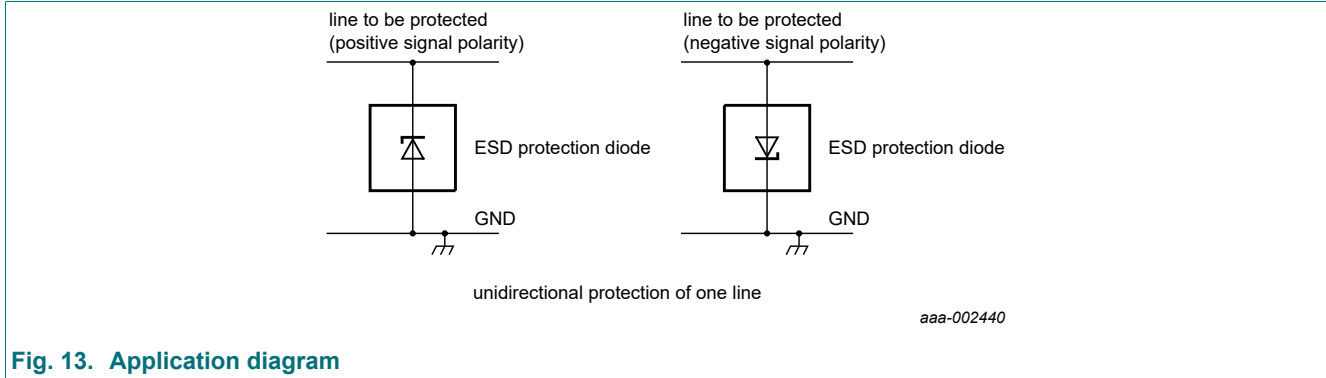 line to be protected
(positive signal polarity)
ESD protection diode
GND
line to be protected
(negative signal polarity)
ESD protection diode
GND
unidirectional protection of one line
aaa-002440
Fig. 13. Application diagram